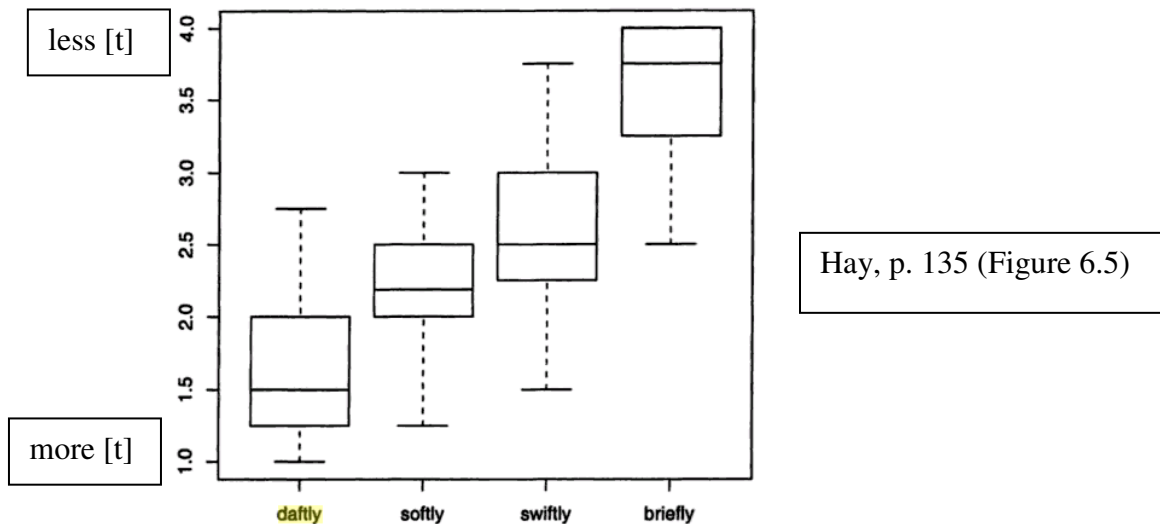 less [t]
4.0
3.5
3.0
2.5
2.0
1.5
1.0
more [t]
daftly softly swiftly briefly
Hay, p. 135 (Figure 6.5)